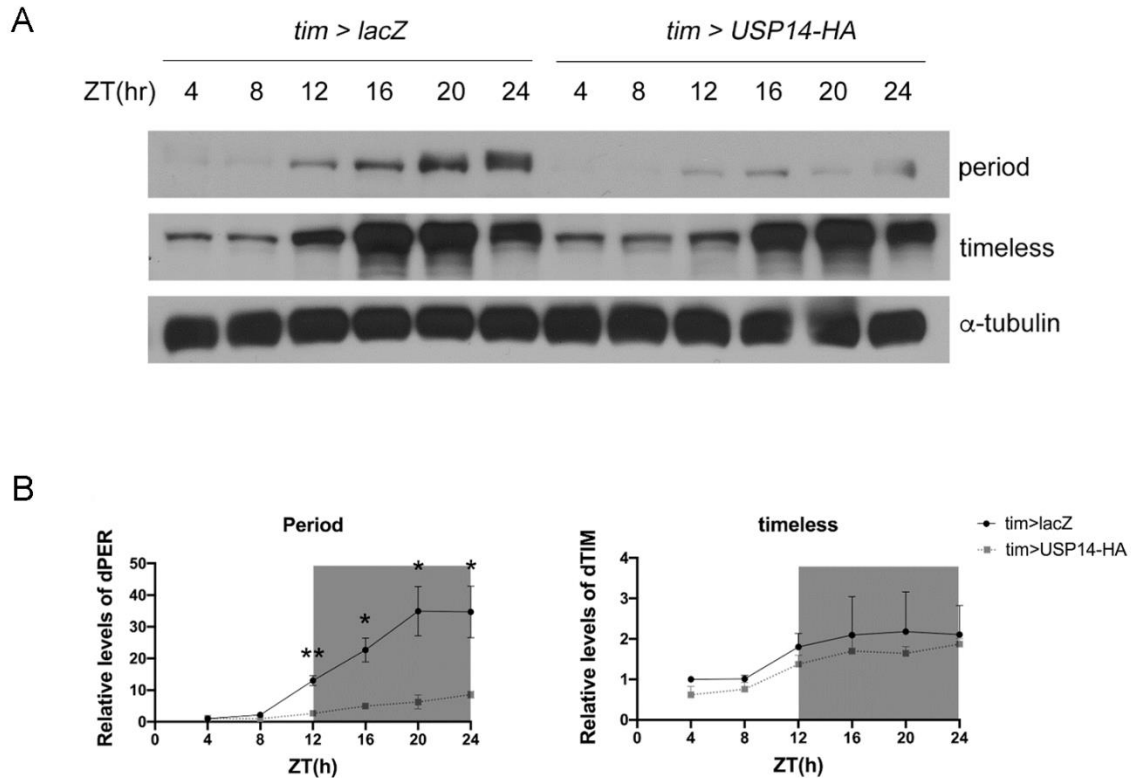 A
tim > lacZ tim > USP14-HA
ZT(hr) 4 8 12 16 20 24 4 8 12 16 20 24
period
timeless
α-tubulin
B
Period
Relative levels of dPER
50
40
30
20
10
0
** * * *
0 4 8 12 16 20 24
ZT(h)
timeless
Relative levels of dTIM
4
3
2
1
0
0 4 8 12 16 20 24
ZT(h)
tim>lacZ
tim>USP14-HA